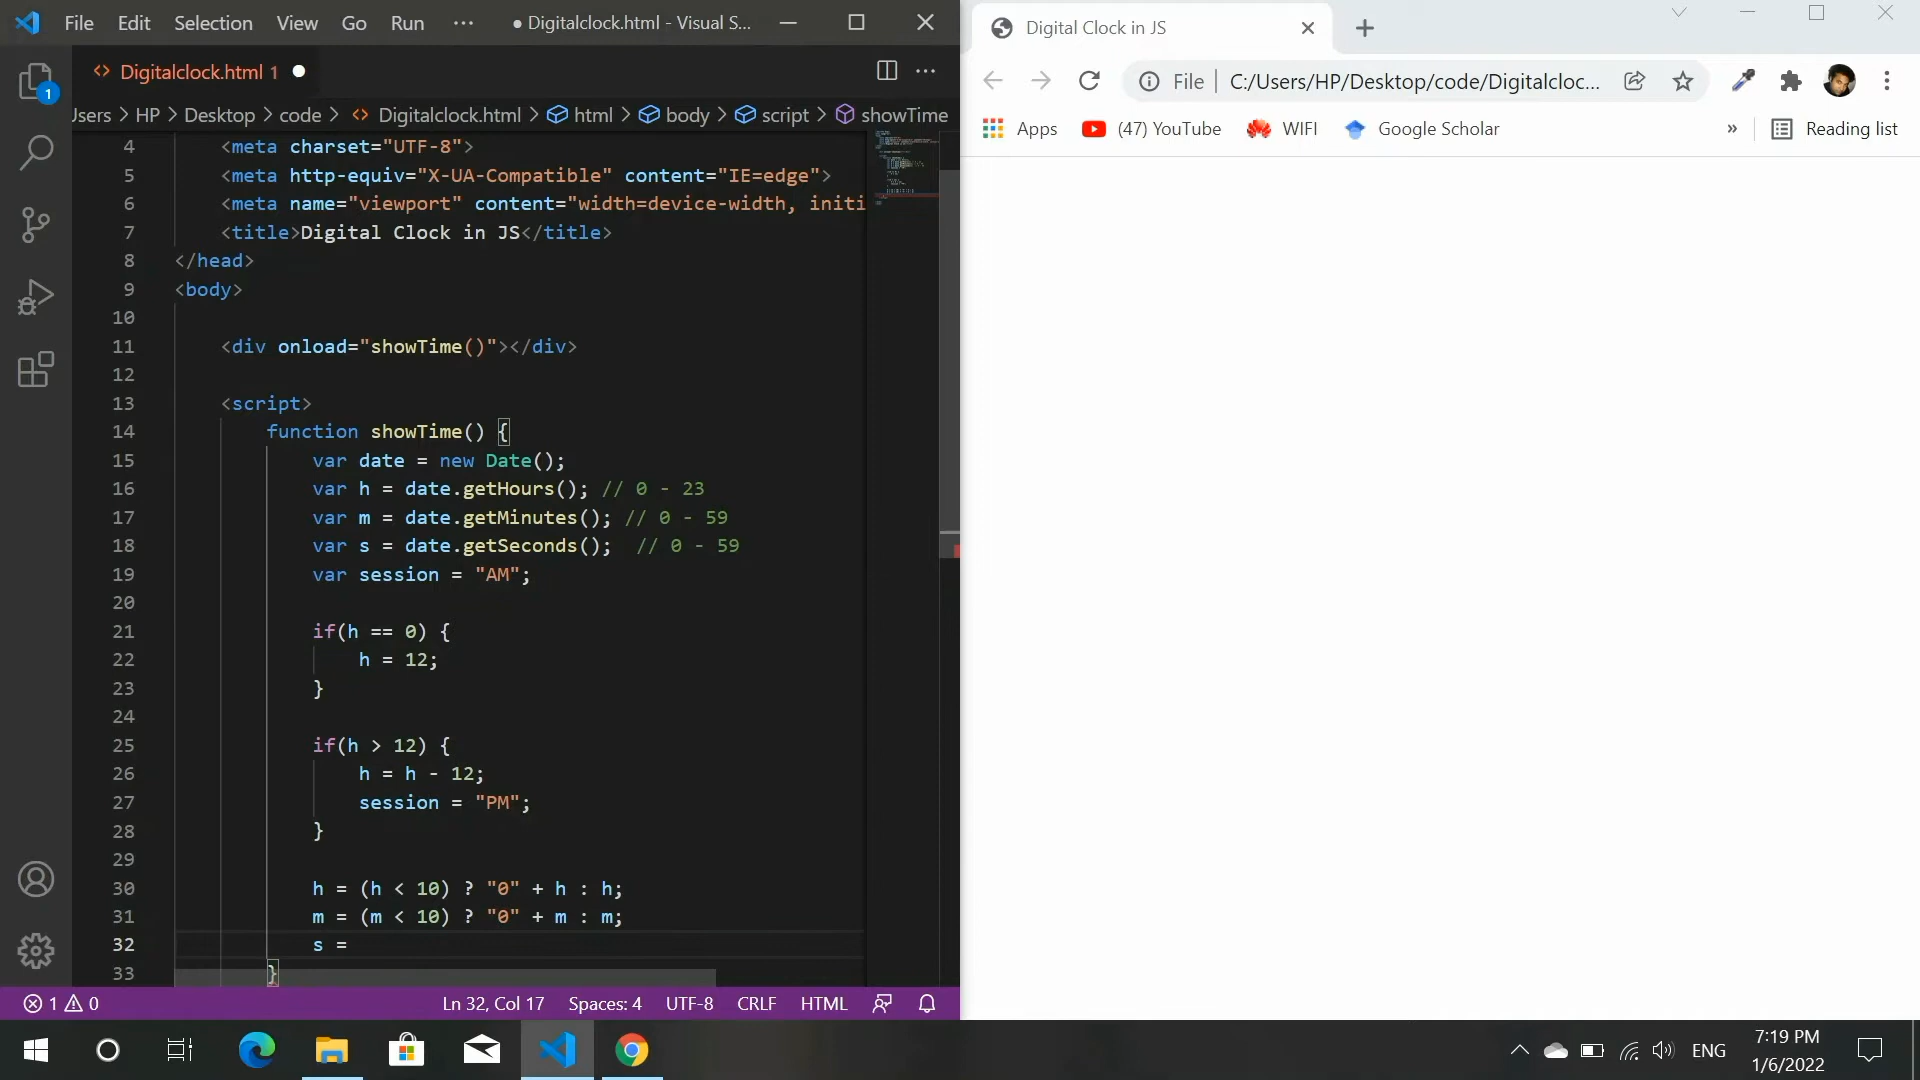 File Edit Selection View Go Run ··· ● Digitalclock.html - Visual S...
Digitalclock.html 1
Users > HP > Desktop > code > Digitalclock.html > html > body > script > showTime
4 <meta charset="UTF-8">
5 <meta http-equiv="X-UA-Compatible" content="IE=edge">
6 <meta name="viewport" content="width=device-width, initi
7 <title>Digital Clock in JS</title>
8 </head>
9 <body>
10
11 <div onload="showTime()"></div>
12
13 <script>
14 function showTime() {
15 var date = new Date();
16 var h = date.getHours(); // 0 - 23
17 var m = date.getMinutes(); // 0 - 59
18 var s = date.getSeconds();  // 0 - 59
19 var session = "AM";
20
21 if(h == 0) {
22 h = 12;
23 }
24
25 if(h > 12) {
26 h = h - 12;
27 session = "PM";
28 }
29
30 h = (h < 10) ? "0" + h : h;
31 m = (m < 10) ? "0" + m : m;
32 s =
33 }
1
1 0 Ln 32, Col 17 Spaces: 4 UTF-8 CRLF HTML
Digital Clock in JS
File | C:/Users/HP/Desktop/code/Digitalcloc...
Apps (47) YouTube WIFI Google Scholar » Reading list
ENG
7:19 PM
1/6/2022